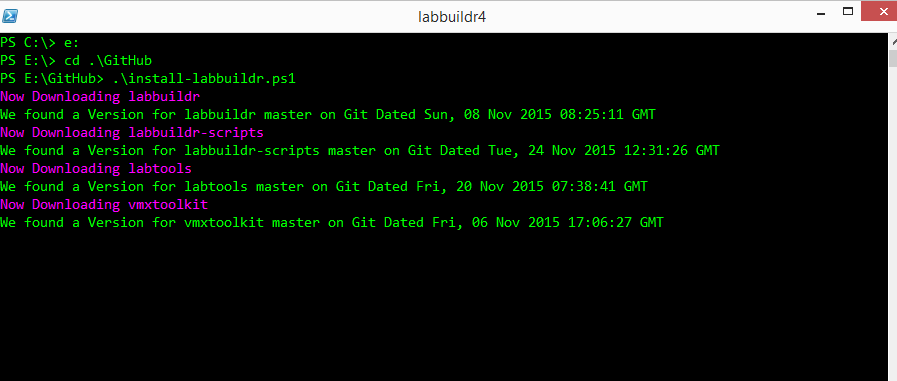 labbuildr4
PS C:\> e:
PS E:\> cd .\GitHub
PS E:\GitHub> .\install-labbuildr.ps1
Now Downloading labbuildr
We found a Version for labbuildr master on Git Dated Sun, 08 Nov 2015 08:25:11 GMT
Now Downloading labbuildr-scripts
We found a Version for labbuildr-scripts master on Git Dated Tue, 24 Nov 2015 12:31:26 GMT
Now Downloading labtools
We found a Version for labtools master on Git Dated Fri, 20 Nov 2015 07:38:41 GMT
Now Downloading vmxtoolkit
We found a Version for vmxtoolkit master on Git Dated Fri, 06 Nov 2015 17:06:27 GMT